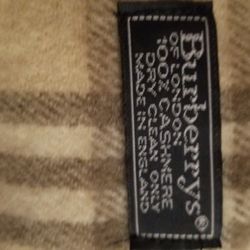 Burberrys®
OF LONDON
100% CASHMERE
DRY CLEAN ONLY
MADE IN ENGLAND